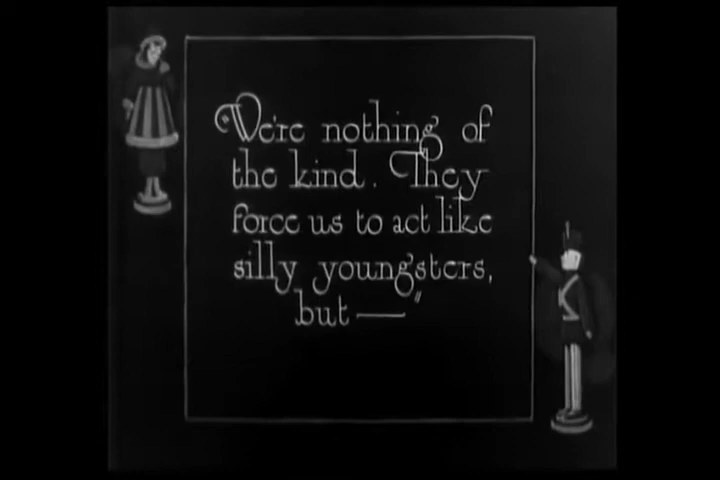 "We're nothing of
the kind. They
force us to act like
silly youngsters,
but—"